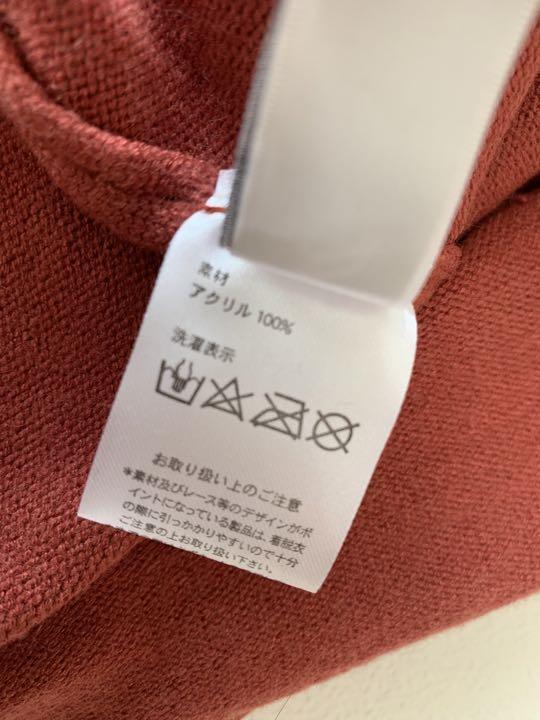 素材
アクリル 100%
洗濯表示
お取り扱い上のご注意
*素材及びレース等のデザインがポ
イントになっている製品は、着脱衣
の際に引っかかりやすいので十分
ご注意の上お取り扱い下さい。